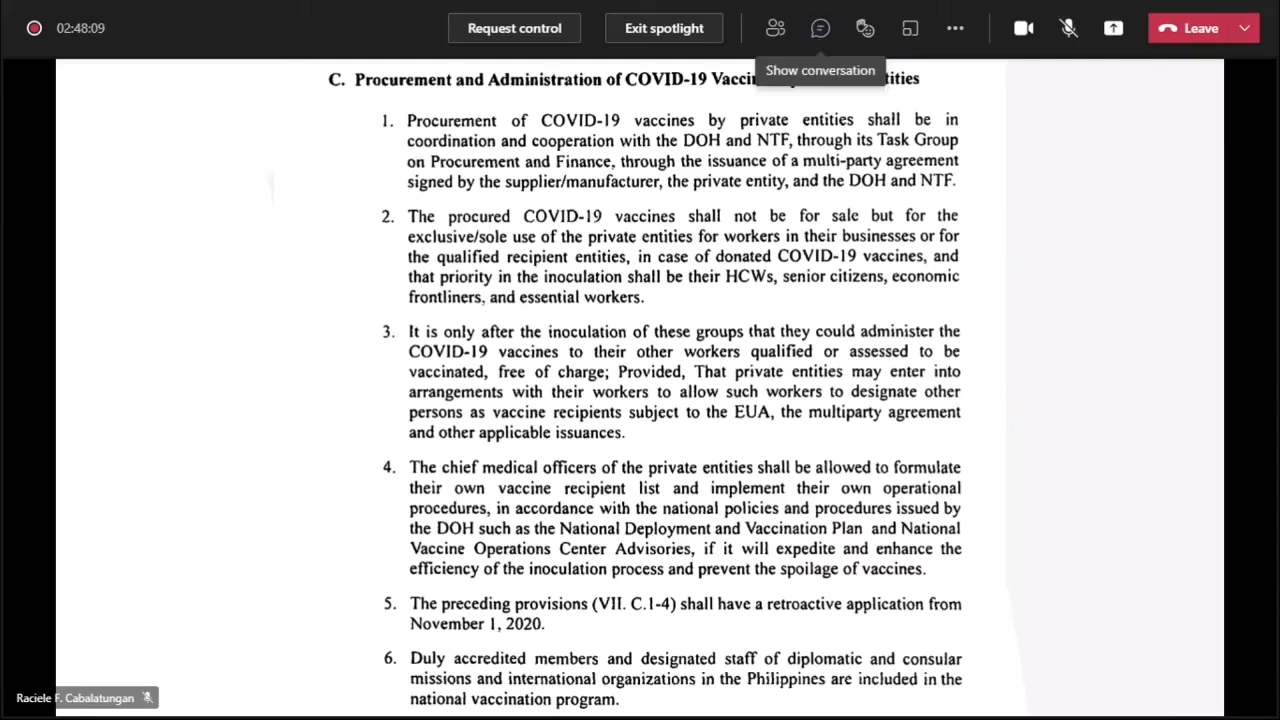 02:48:09
Request control
Exit spotlight
Leave
Show conversation
C. Procurement and Administration of COVID-19 tities
1. Procurement of COVID-19 vaccines by private entities shall be in
coordination and cooperation with the DOH and NTF, through its Task Group
on Procurement and Finance, through the issuance of a multi-party agreement
signed by the supplier/manufacturer, the private entity, and the DOH and NTF.
2. The procured COVID-19 vaccines shall not be for sale but for the
exclusive/sole use of the private entities for workers in their businesses or for
the qualified recipient entities, in case of donated COVID-19 vaccines, and
that priority in the inoculation shall be their HCWs, senior citizens, economic
frontliners, and essential workers.
3. It is only after the inoculation of these groups that they could administer the
COVID-19 vaccines to their other workers qualified or assessed to be
vaccinated, free of charge; Provided, That private entities may enter into
arrangements with their workers to allow such workers to designate other
persons as vaccine recipients subject to the EUA, the multiparty agreement
and other applicable issuances.
4. The chief medical officers of the private entities shall be allowed to formulate
their own vaccine recipient list and implement their own operational
procedures, in accordance with the national policies and procedures issued by
the DOH such as the National Deployment and Vaccination Plan and National
Vaccine Operations Center Advisories, if it will expedite and enhance the
efficiency of the inoculation process and prevent the spoilage of vaccines.
5. The preceding provisions (VII. C.1-4) shall have a retroactive application from
November 1, 2020.
6. Duly accredited members and designated staff of diplomatic and consular
missions and international organizations in the Philippines are included in the
national vaccination program.
Raciele F. Cabalatungan